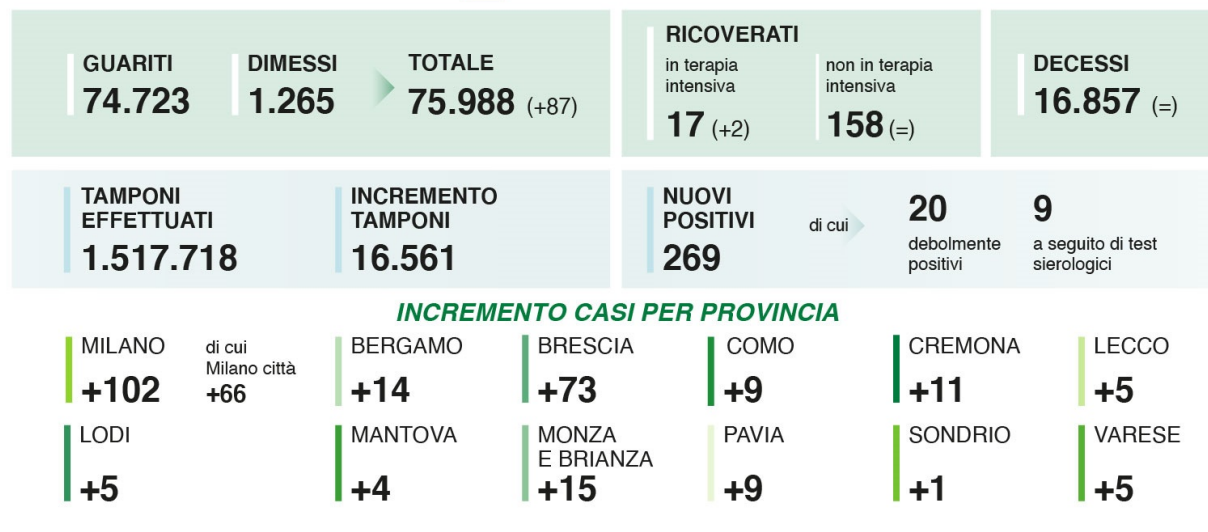 GUARITI
74.723
DIMESSI
1.265
TOTALE
75.988 (+87)
RICOVERATI
in terapia
intensiva
17 (+2)
non in terapia
intensiva
158 (=)
DECESSI
16.857 (=)
TAMPONI
EFFETTUATI
1.517.718
INCREMENTO
TAMPONI
16.561
NUOVI
POSITIVI
269
di cui
20
debolmente
positivi
9
a seguito di test
sierologici
INCREMENTO CASI PER PROVINCIA
MILANO
+102
di cui
Milano città
+66
BERGAMO
+14
BRESCIA
+73
COMO
+9
CREMONA
+11
LECCO
+5
LODI
+5
MANTOVA
+4
MONZA
E BRIANZA
+15
PAVIA
+9
SONDRIO
+1
VARESE
+5